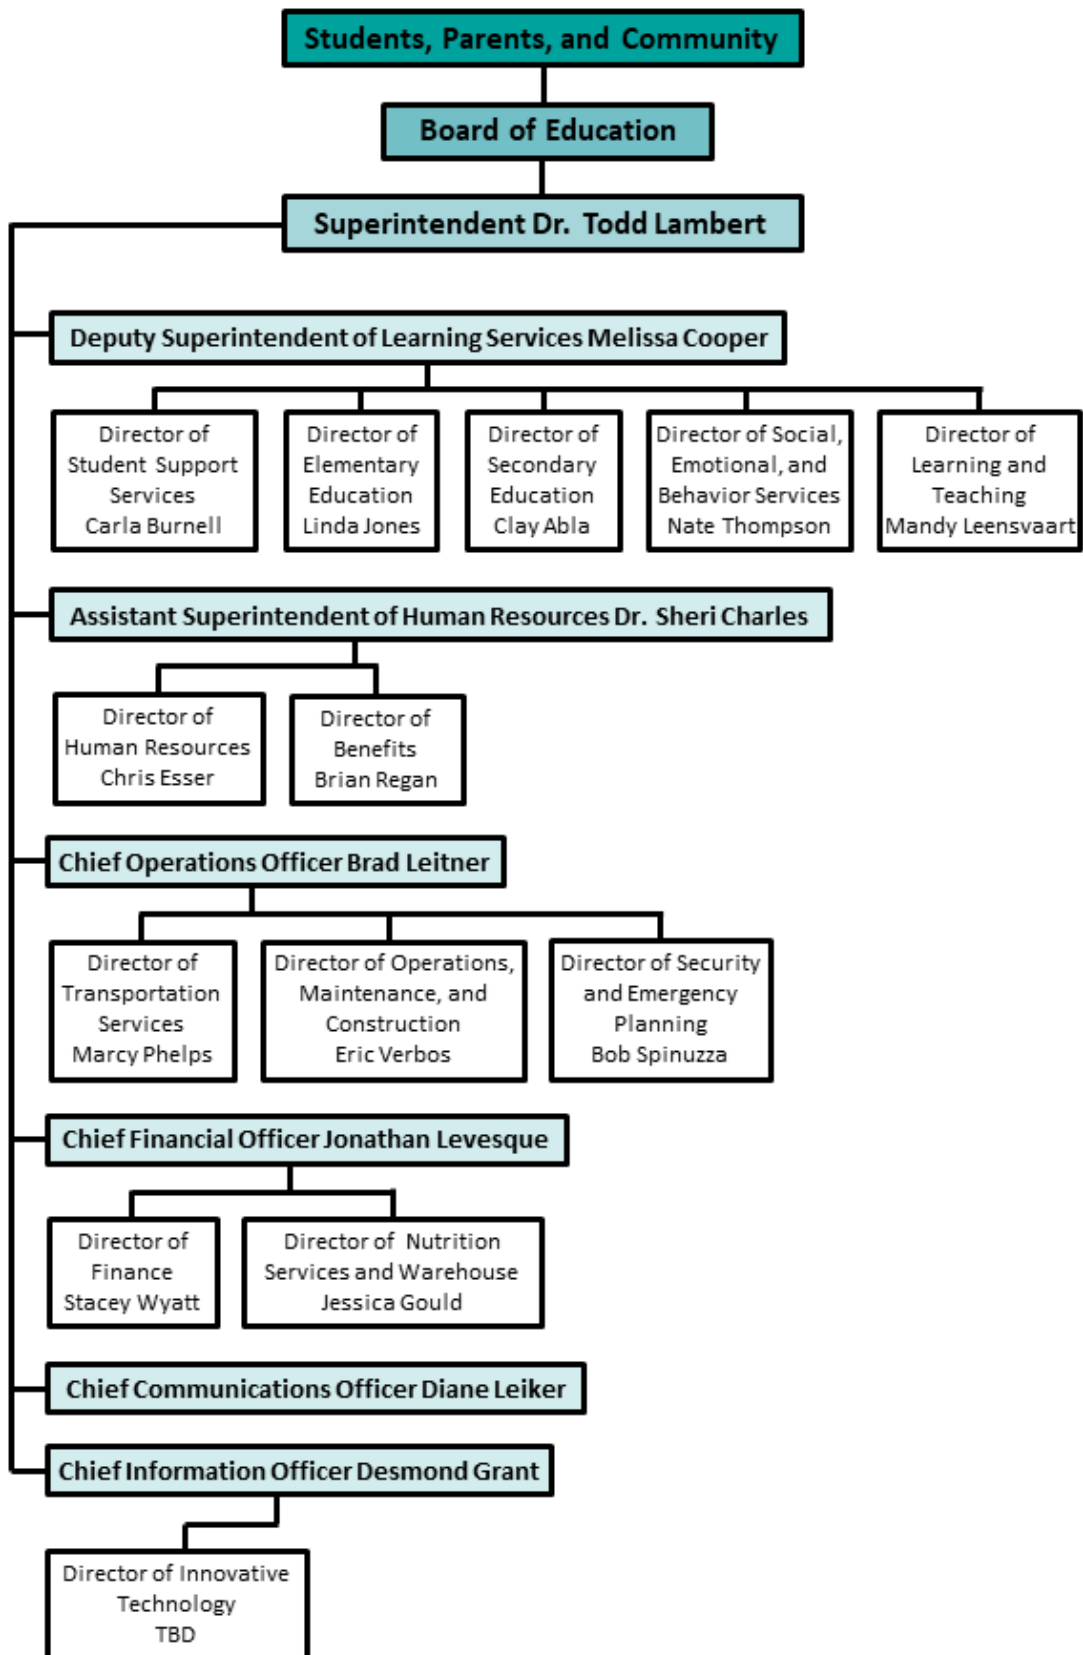 Students, Parents, and Community
Board of Education
Superintendent Dr. Todd Lambert
Deputy Superintendent of Learning Services Melissa Cooper
Director of
Student Support
Services
Carla Burnell
Director of
Elementary
Education
Linda Jones
Director of
Secondary
Education
Clay Abla
Director of Social,
Emotional, and
Behavior Services
Nate Thompson
Director of
Learning and
Teaching
Mandy Leensvaart
Assistant Superintendent of Human Resources Dr. Sheri Charles
Director of
Human Resources
Chris Esser
Director of
Benefits
Brian Regan
Chief Operations Officer Brad Leitner
Director of
Transportation
Services
Marcy Phelps
Director of Operations,
Maintenance, and
Construction
Eric Verbos
Director of Security
and Emergency
Planning
Bob Spinuzza
Chief Financial Officer Jonathan Levesque
Director of
Finance
Stacey Wyatt
Director of Nutrition
Services and Warehouse
Jessica Gould
Chief Communications Officer Diane Leiker
Chief Information Officer Desmond Grant
Director of Innovative
Technology
TBD